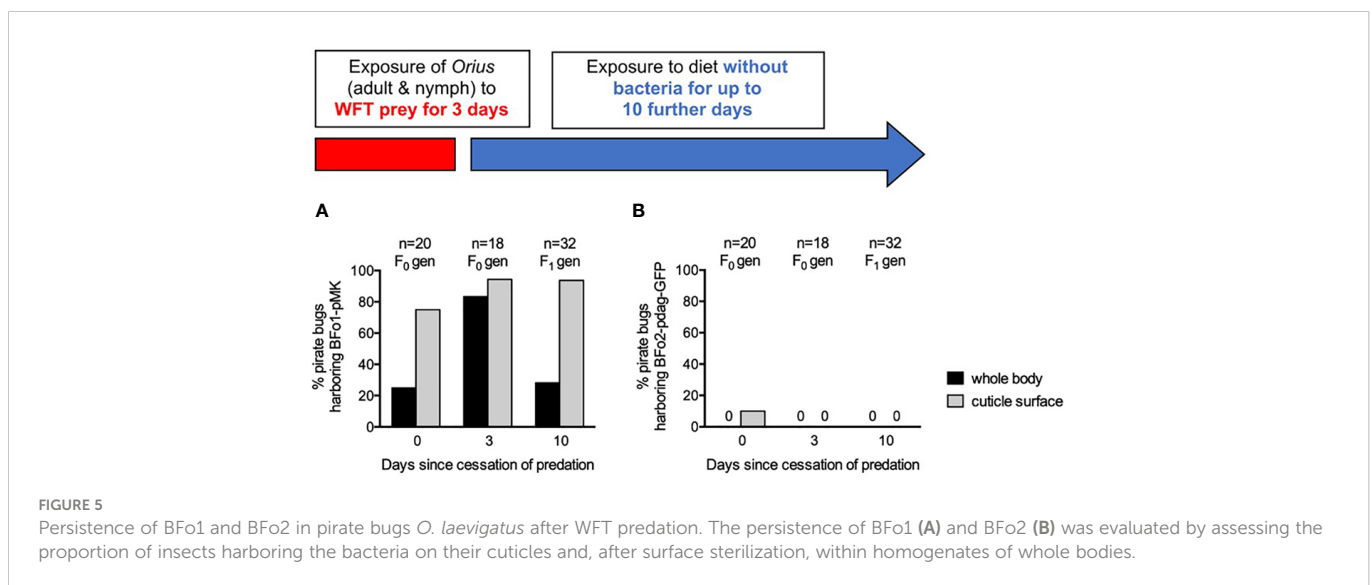 Exposure of Orius
(adult & nymph) to
WFT prey for 3 days
Exposure to diet without
bacteria for up to
10 further days
A
n=20 n=18 n=32
F₀ gen F₀ gen F₁ gen
% pirate bugs
harboring BFo1-pMK
100
80
60
40
20
0
0 3 10
Days since cessation of predation
B
n=20 n=18 n=32
F₀ gen F₀ gen F₁ gen
% pirate bugs
harboring BFo2-pdag-GFP
100
80
60
40
20
0
0 0 0 0 0
0 3 10
Days since cessation of predation
whole body
cuticle surface
FIGURE 5
Persistence of BFo1 and BFo2 in pirate bugs O. laevigatus after WFT predation. The persistence of BFo1 (A) and BFo2 (B) was evaluated by assessing the
proportion of insects harboring the bacteria on their cuticles and, after surface sterilization, within homogenates of whole bodies.